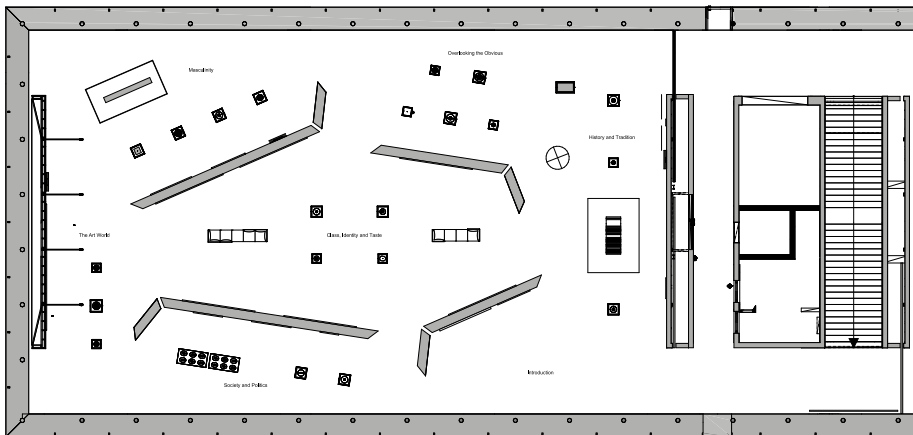 Overlooking the Obvious
Masculinity
History and Tradition
The Art World
Class, Identity and Taste
Introduction
Society and Politics